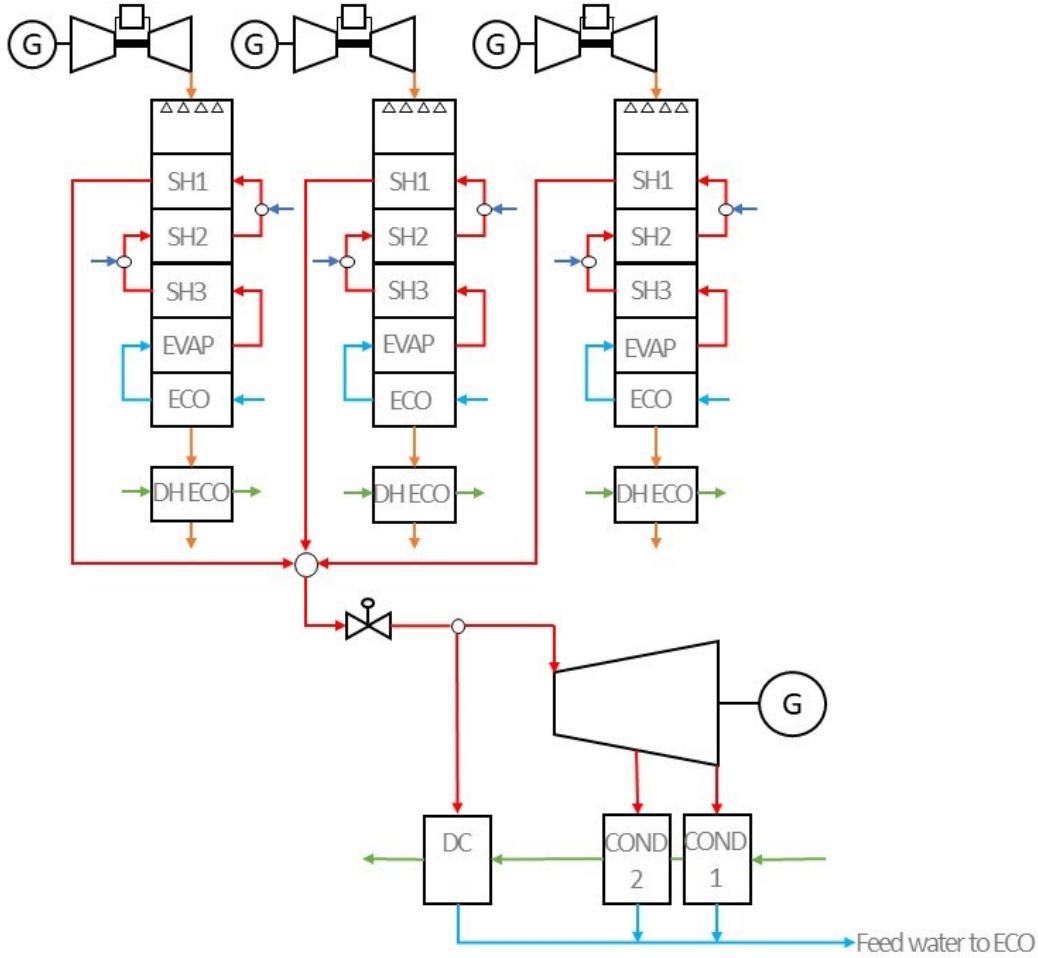 G
G
G
SH1
SH1
SH1
SH2
SH2
SH2
SH3
SH3
SH3
EVAP
EVAP
EVAP
ECO
ECO
ECO
DH ECO
DH ECO
DH ECO
G
DC
COND
2
COND
1
Feed water to ECO